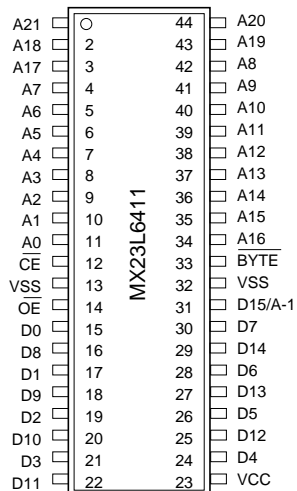 A21 44 A20
A18 2 43 A19
A17 3 42 A8
A7 4 41 A9
A6 5 40 A10
A5 6 39 A11
A4 7 38 A12
A3 8 37 A13
A2 9 36 A14
A1 10 35 A15
A0 11 34 A16
CE 12 33 BYTE
VSS 13 32 VSS
OE 14 31 D15/A-1
D0 15 30 D7
D8 16 29 D14
D1 17 28 D6
D9 18 27 D13
D2 19 26 D5
D10 20 25 D12
D3 21 24 D4
D11 22 23 VCC
MX23L6411